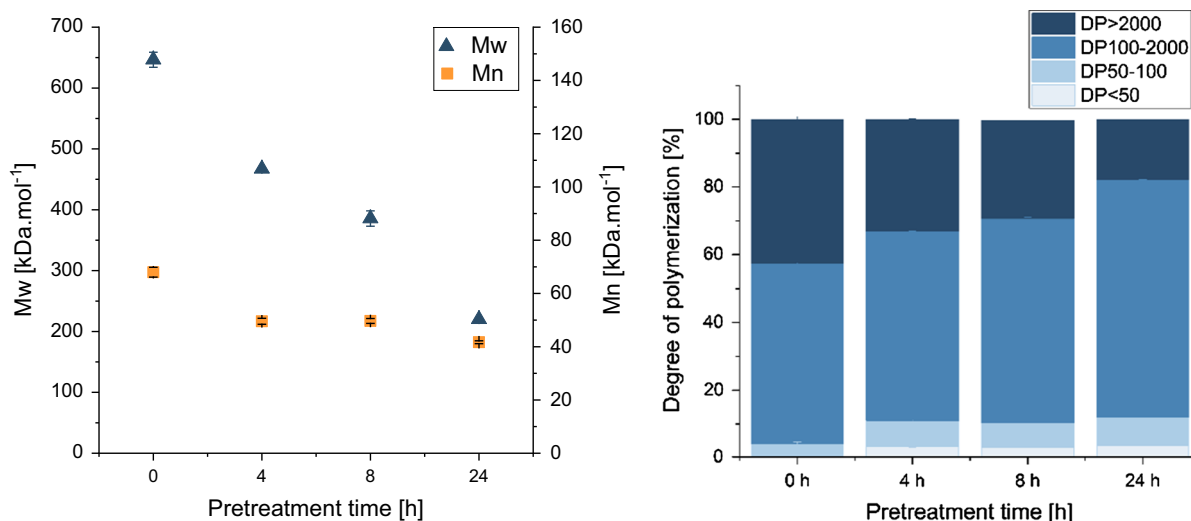 Mw
Mn
Mw [kDa.mol⁻¹]
700
600
500
400
300
200
100
0
160
140
120
100
80
60
40
20
0
Mn [kDa.mol⁻¹]
0
4
8
24
Pretreatment time [h]
DP>2000
DP100-2000
DP50-100
DP<50
Degree of polymerization [%]
100
80
60
40
20
0
0 h
4 h
8 h
24 h
Pretreatment time [h]